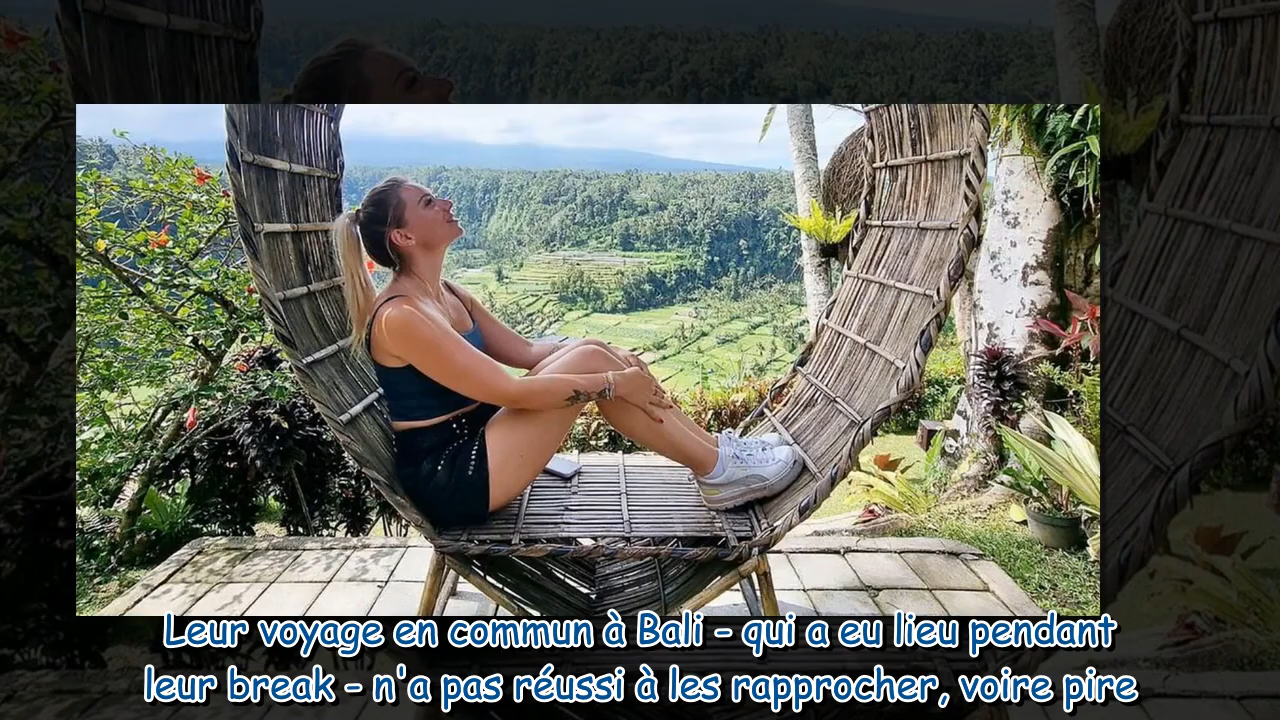 Leur voyage en commun à Bali - qui a eu lieu pendant
leur break - n'a pas réussi à les rapprocher, voire pire